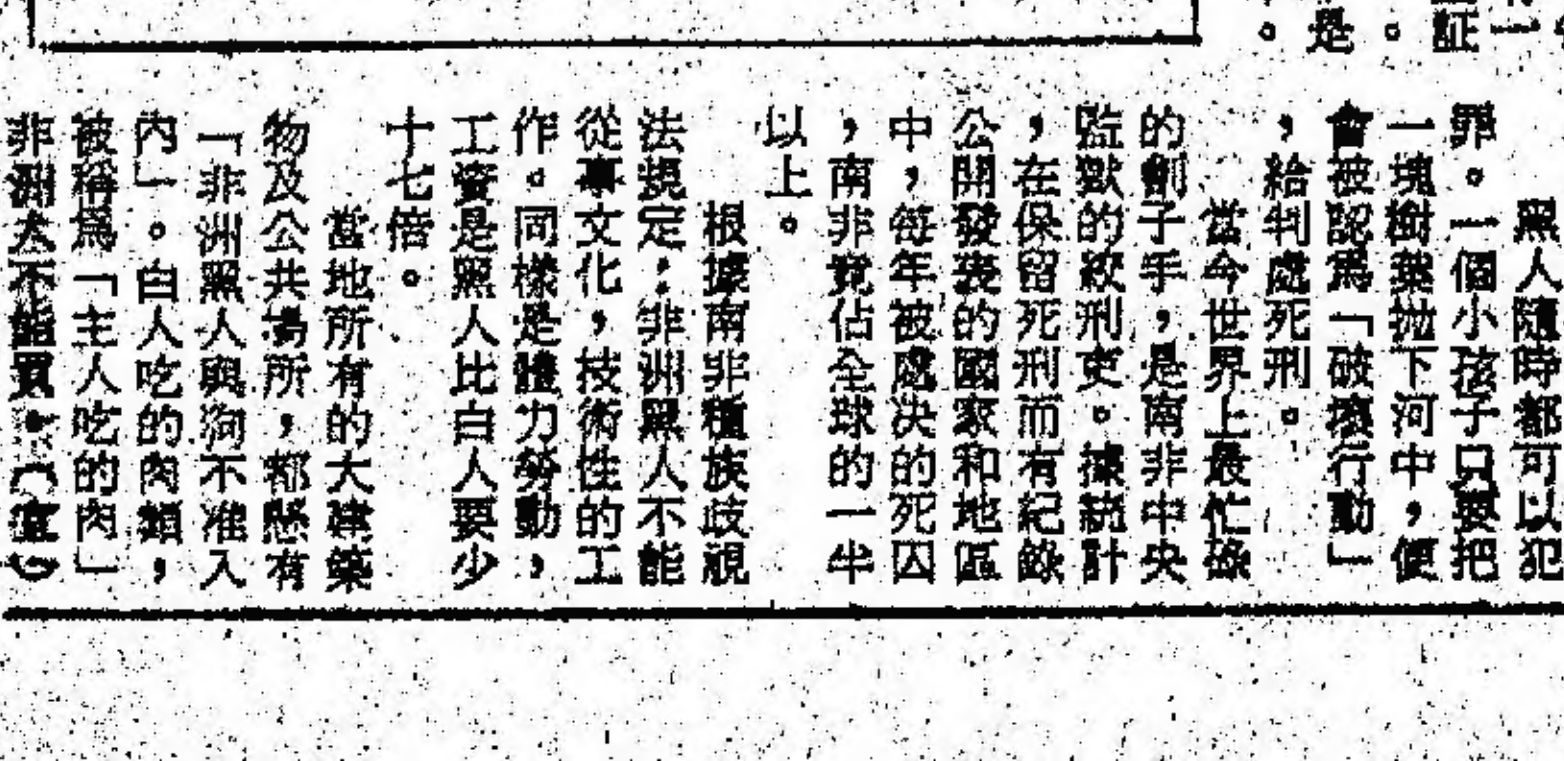 一
証
。
是
。
黑人隨時都可以犯
罪。一個小孩子只要把
一塊樹葉拋下河中，便
會被認爲「破壞行動」
，給判處死刑。
當今世界上最忙碌
的劊子手，是南非中央
監獄的絞刑吏。據統計
，在保留死刑而有紀錄
公開發表的國家和地區
中，每年被處决的死囚
，南非竟佔全球的一半
以上。
根據南非種族歧視
法規定：非洲黑人不能
從事文化，技術性的工
作。同樣是體力勞動，
工資是黑人比白人要少
十七倍。
當地所有的大建築
物及公共場所，都懸有
「非洲黑人與狗不准入
內」。白人吃的肉類，
被稱爲「主人吃的肉」
非洲人不能買。